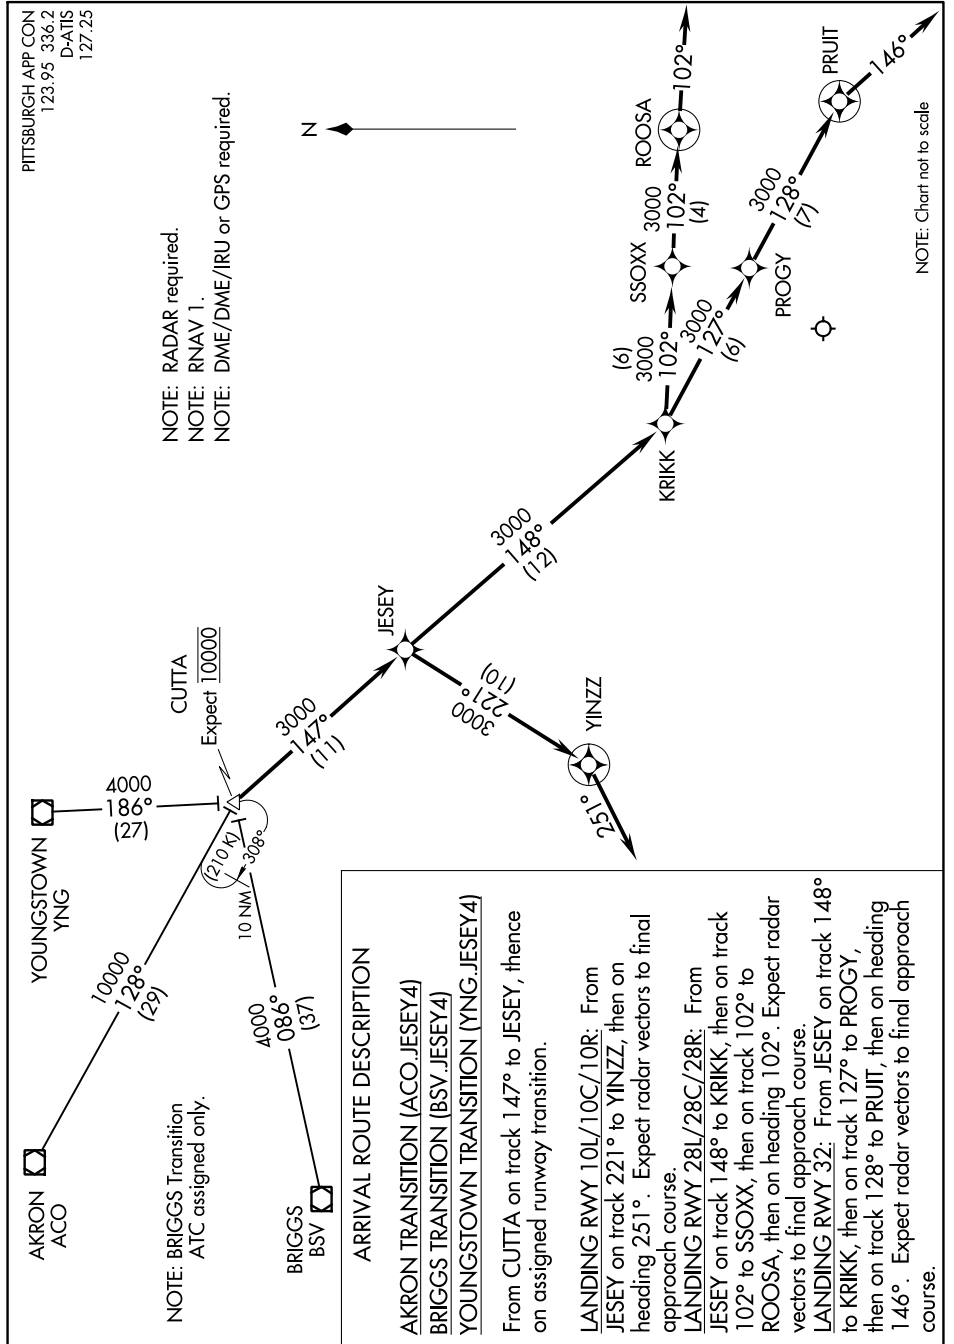 PITTSBURGH APP CON
123.95 336.2
D-ATIS
127.25
NOTE: RADAR required.
NOTE: RNAV 1.
NOTE: DME/DME/IRU or GPS required.
N
AKRON
ACO
YOUNGSTOWN
YNG
BRIGGS
BSV
NOTE: BRIGGS Transition
ATC assigned only.
10000
128°
(29)
4000
186°
(27)
4000
086°
(37)
CUTTA
Expect 10000
(210 K)
308°
10 NM
3000
147°
(11)
JESEY
3000
221°
(10)
YINZZ
251°
3000
148°
(12)
KRIKK
(6)
3000
102°
SSOXX
3000
102°
(4)
ROOSA
102°
3000
127°
(6)
PROGY
3000
128°
(7)
PRUIT
146°
NOTE: Chart not to scale
ARRIVAL ROUTE DESCRIPTION
AKRON TRANSITION (ACO.JESEY4)
BRIGGS TRANSITION (BSV.JESEY4)
YOUNGSTOWN TRANSITION (YNG.JESEY4)
From CUTTA on track 147° to JESEY, thence
on assigned runway transition.
LANDING RWY 10L/10C/10R: From
JESEY on track 221° to YINZZ, then on
heading 251°. Expect radar vectors to final
approach course.
LANDING RWY 28L/28C/28R: From
JESEY on track 148° to KRIKK, then on track
102° to SSOXX, then on track 102° to
ROOSA, then on heading 102°. Expect radar
vectors to final approach course.
LANDING RWY 32: From JESEY on track 148°
to KRIKK, then on track 127° to PROGY,
then on track 128° to PRUIT, then on heading
146°. Expect radar vectors to final approach
course.